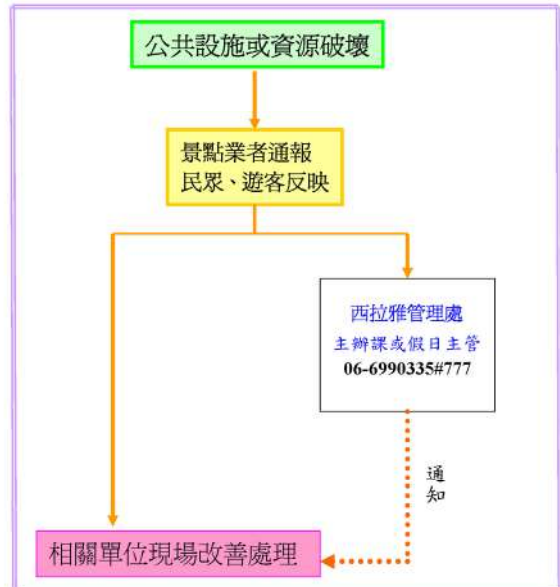 公共設施或資源破壞
景點業者通報
民眾、遊客反映
西拉雅管理處
主辦課或假日主管
06-6990335#777
通知
相關單位現場改善處理